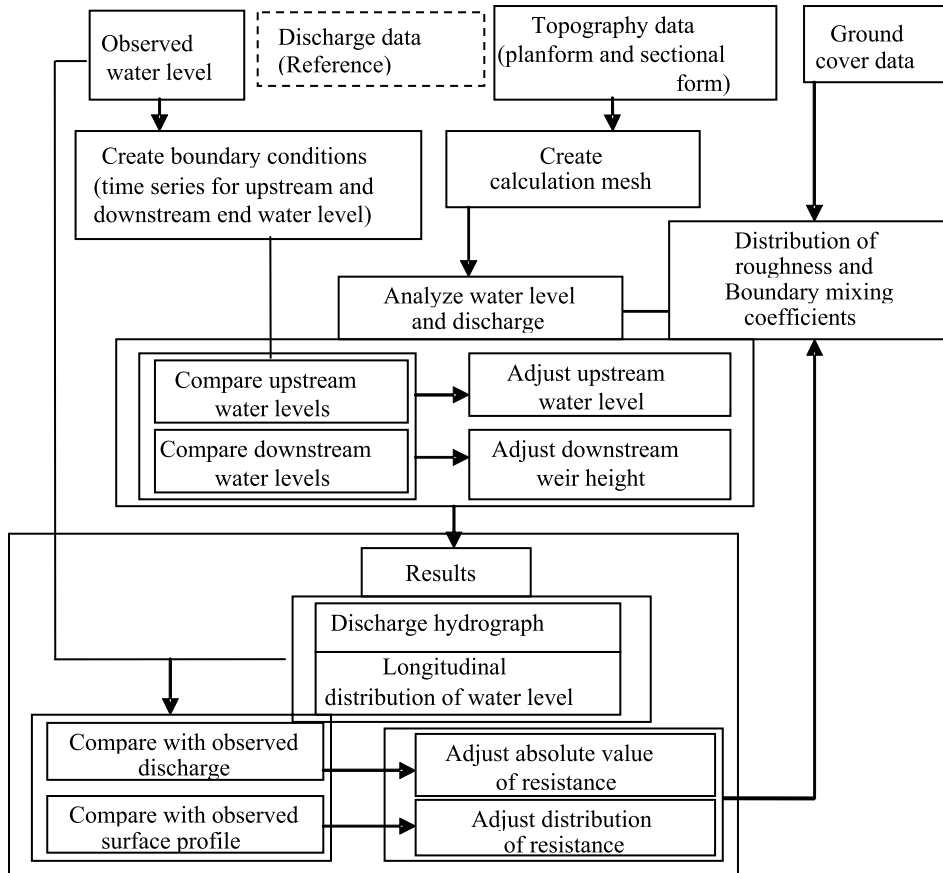 Observed
water level
Discharge data
(Reference)
Topography data
(planform and sectional
form)
Ground
cover data
Create boundary conditions
(time series for upstream and
downstream end water level)
Create
calculation mesh
Distribution of
roughness and
Boundary mixing
coefficients
Analyze water level
and discharge
Compare upstream
water levels
Adjust upstream
water level
Compare downstream
water levels
Adjust downstream
weir height
Results
Discharge hydrograph
Longitudinal
distribution of water level
Compare with observed
discharge
Adjust absolute value
of resistance
Compare with observed
surface profile
Adjust distribution
of resistance